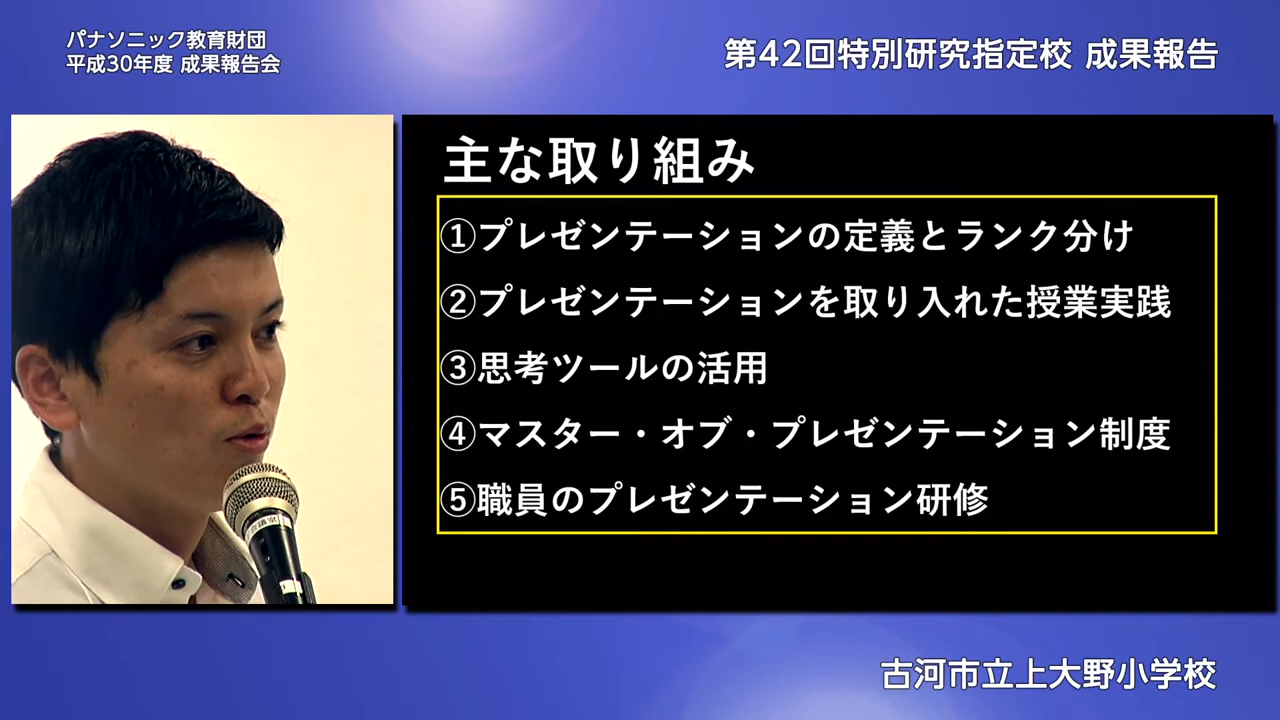 パナソニック教育財団
平成30年度 成果報告会
第42回特別研究指定校 成果報告
主な取り組み
①プレゼンテーションの定義とランク分け
②プレゼンテーションを取り入れた授業実践
③思考ツールの活用
④マスター・オブ・プレゼンテーション制度
⑤職員のプレゼンテーション研修
古河市立上大野小学校